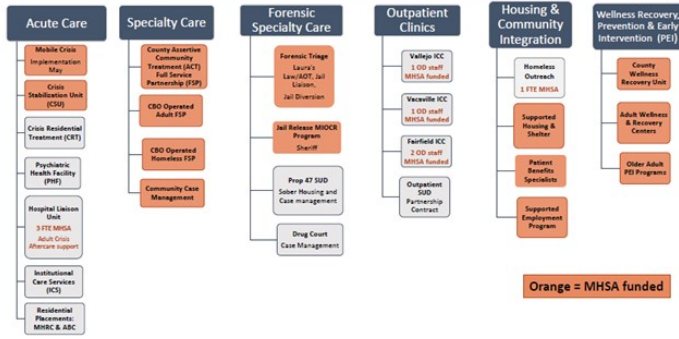 Acute Care
Mobile Crisis
Implementation
May
Crisis
Stabilization Unit
(CSU)
Crisis Residential
Treatment (CRT)
Psychiatric
Health Facility
(PHF)
Hospital Liaison
Unit
3 FTE MHSA
Adult Crisis
Aftercare support
Institutional
Care Services
(ICS)
Residential
Placements:
MHRC & ABC
Specialty Care
County Assertive
Community
Treatment (ACT)
Full Service
Partnership (FSP)
CBO Operated
Adult FSP
CBO Operated
Homeless FSP
Community Case
Management
Forensic
Specialty Care
Forensic Triage
Laura's
Law/AOT, Jail
Liaison,
Jail Diversion
Jail Release MIOCR
Program
Sheriff
Prop 47 SUD
Sober Housing and
Case management
Drug Court
Case Management
Outpatient
Clinics
Vallejo ICC
1 OD staff
MHSA funded
Vacaville ICC
1 OD staff
MHSA funded
Fairfield ICC
2 OD staff
MHSA funded
Outpatient
SUD
Partnership
Contract
Housing &
Community
Integration
Homeless
Outreach
1 FTE MHSA
Supported
Housing &
Shelter
Patient
Benefits
Specialists
Supported
Employment
Program
Wellness Recovery,
Prevention & Early
Intervention (PEI)
County
Wellness
Recovery Unit
Adult Wellness
& Recovery
Centers
Older Adult
PEI Programs
Orange = MHSA funded